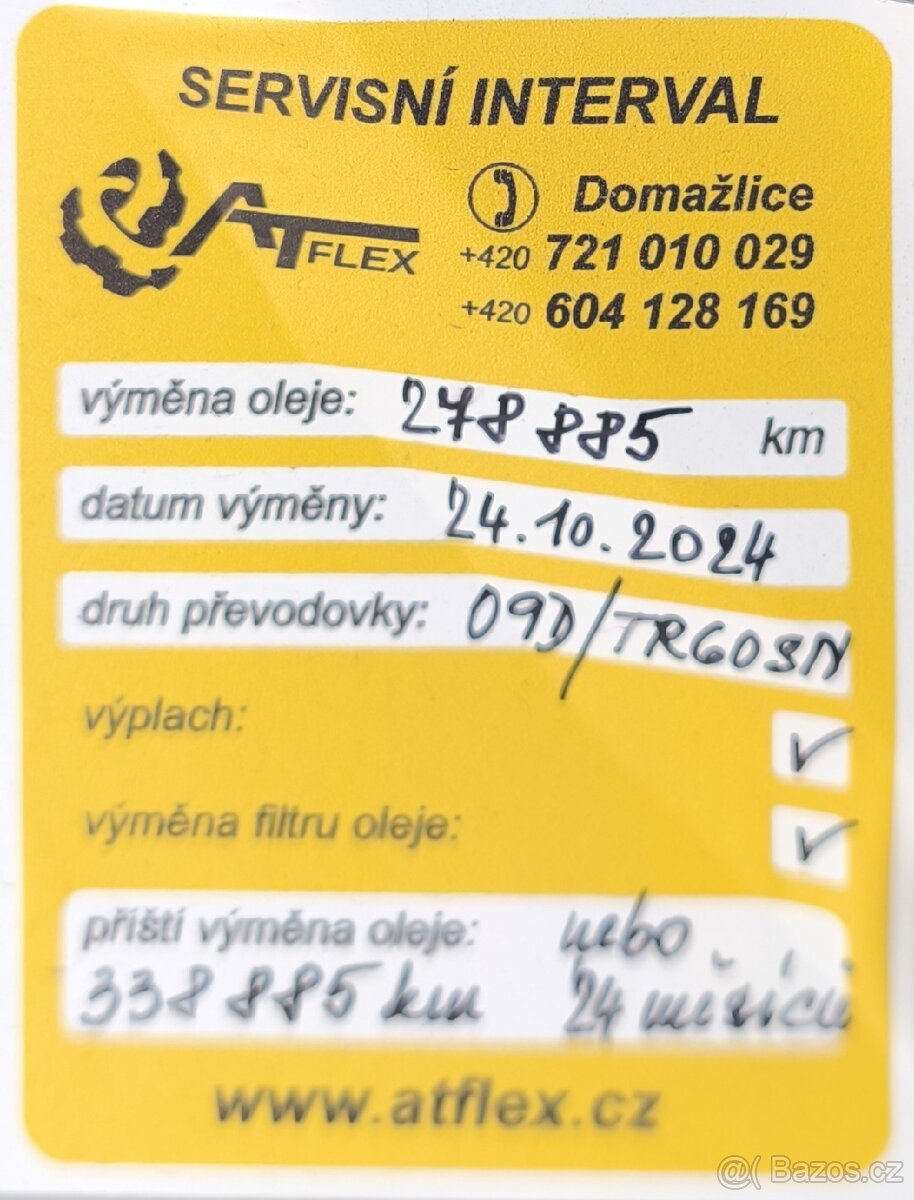 SERVISNÍ INTERVAL
ATFLEX
Domažlice
+420 721 010 029
+420 604 128 169
výměna oleje: 278 885 km
datum výměny: 24.10.2024
druh převodovky: 09D/TR60SN
výplach: ✓
výměna filtru oleje: ✓
příští výměna oleje: nebo
338 885 km 24 měsíců
www.atflex.cz
@( Bazos.cz